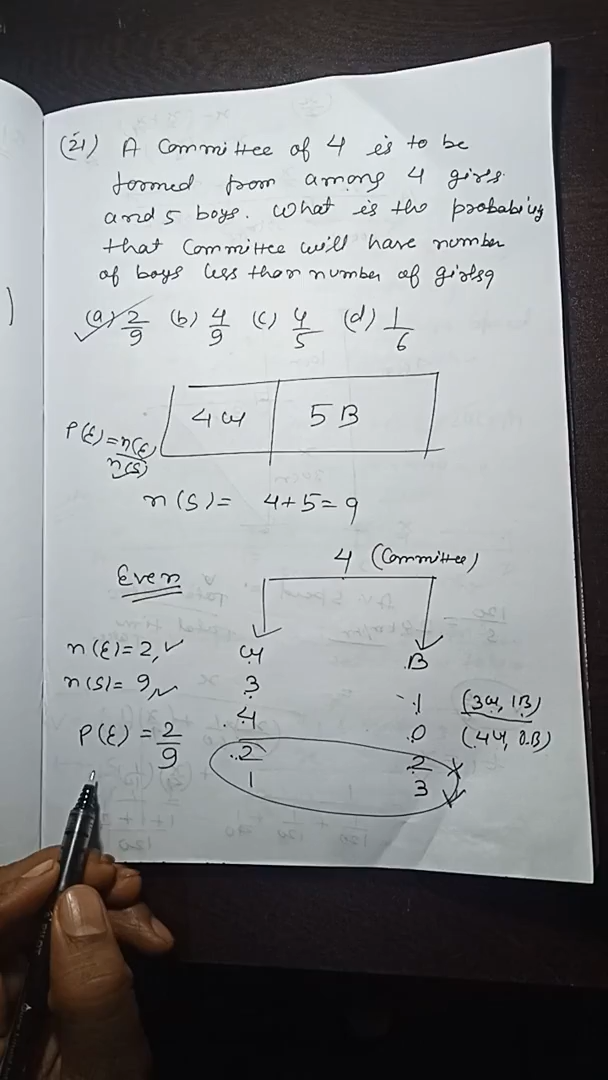 (21) A Committee of 4 is to be
formed from among 4 girls
and 5 boys. What is the probability
that Committee will have number
of boys less than number of girls?
(a) 2/9 (b) 4/9 (c) 4/5 (d) 1/6
4G 5B
P(E) = n(E)/n(S)
n(S) = 4+5=9
4 (Committee)
Even
G B
n(E) = 2,
3 1 (3G, 1B)
n(S) = 9
4 0 (4G, 0B)
P(E) = 2/9
2 2
1 3